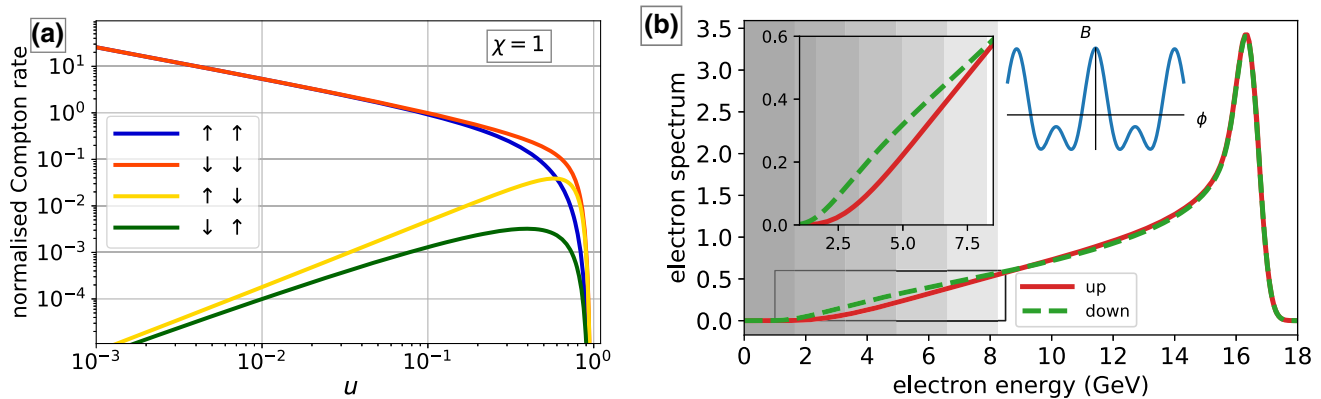 (a)
χ = 1
normalised Compton rate
10¹
10⁰
10⁻¹
10⁻²
10⁻³
10⁻⁴
↑ ↑
↓ ↓
↑ ↓
↓ ↑
10⁻³
10⁻²
10⁻¹
10⁰
u
(b)
electron spectrum
3.5
3.0
2.5
2.0
1.5
1.0
0.5
0.0
0.6
0.4
0.2
0.0
2.5 5.0 7.5
B
ϕ
up
down
0 2 4 6 8 10 12 14 16 18
electron energy (GeV)